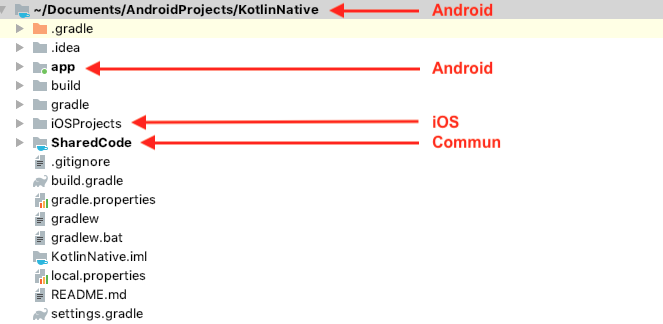 ~/Documents/AndroidProjects/KotlinNative Android
.gradle
.idea
app Android
build
gradle
iOSProjects iOS
SharedCode Commun
.gitignore
build.gradle
gradle.properties
gradlew
gradlew.bat
KotlinNative.iml
local.properties
README.md
settings.gradle